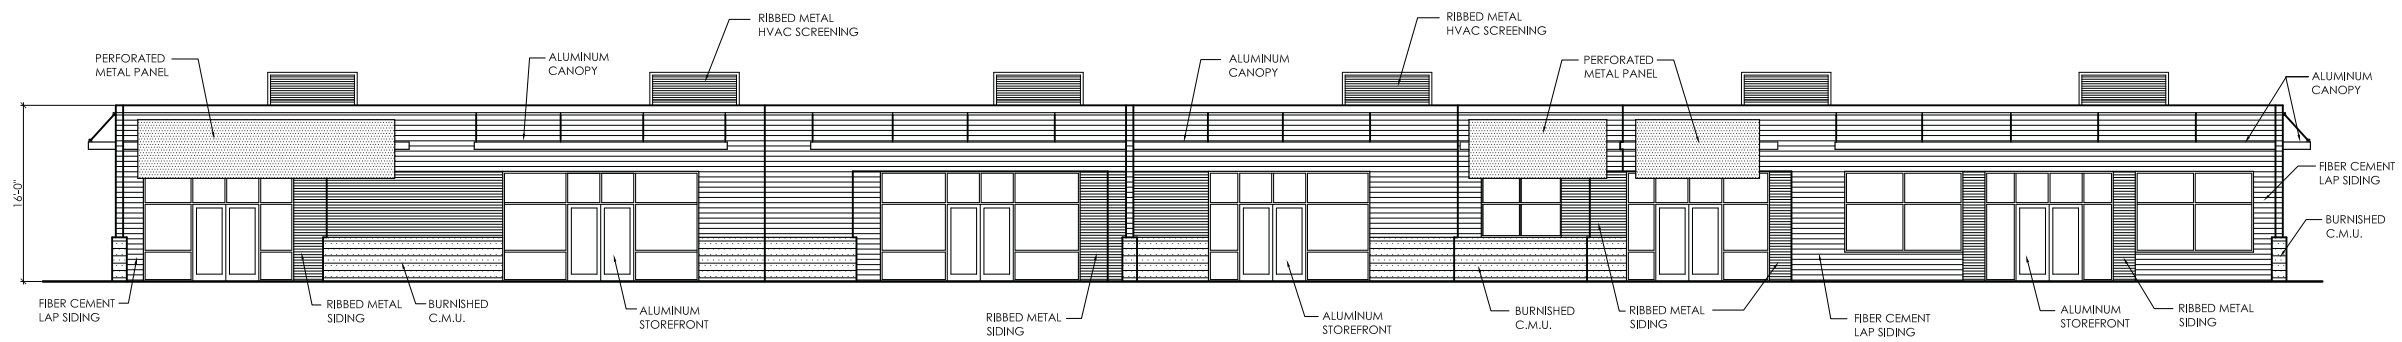 RIBBED METAL
HVAC SCREENING
RIBBED METAL
HVAC SCREENING
PERFORATED
METAL PANEL
ALUMINUM
CANOPY
ALUMINUM
CANOPY
PERFORATED
METAL PANEL
ALUMINUM
CANOPY
16'-0"
FIBER CEMENT
LAP SIDING
BURNISHED
C.M.U.
FIBER CEMENT
LAP SIDING
RIBBED METAL
SIDING
BURNISHED
C.M.U.
ALUMINUM
STOREFRONT
RIBBED METAL
SIDING
ALUMINUM
STOREFRONT
BURNISHED
C.M.U.
RIBBED METAL
SIDING
FIBER CEMENT
LAP SIDING
ALUMINUM
STOREFRONT
RIBBED METAL
SIDING